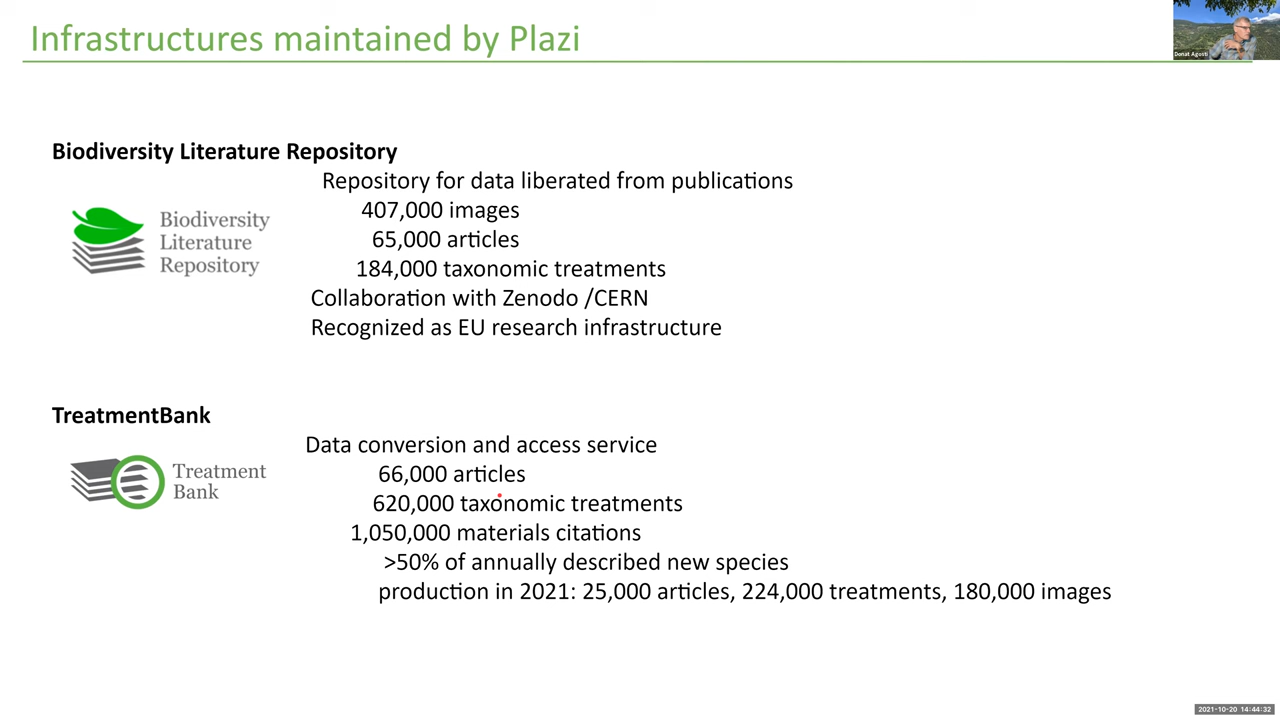 Infrastructures maintained by Plazi
Donat Agosti
Biodiversity Literature Repository
Repository for data liberated from publications
407,000 images
65,000 articles
184,000 taxonomic treatments
Collaboration with Zenodo /CERN
Recognized as EU research infrastructure
Biodiversity
Literature
Repository
TreatmentBank
Data conversion and access service
66,000 articles
620,000 taxonomic treatments
1,050,000 materials citations
>50% of annually described new species
production in 2021: 25,000 articles, 224,000 treatments, 180,000 images
Treatment
Bank
2021-10-20 14:44:32